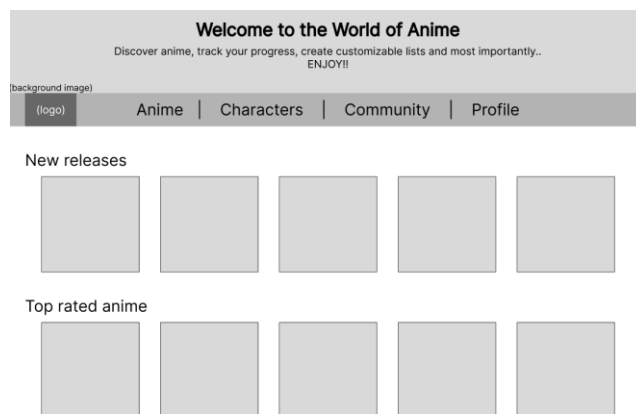 Welcome to the World of Anime
Discover anime, track your progress, create customizable lists and most importantly..
ENJOY!!
(background image)
(logo)
Anime | Characters | Community | Profile
New releases
Top rated anime